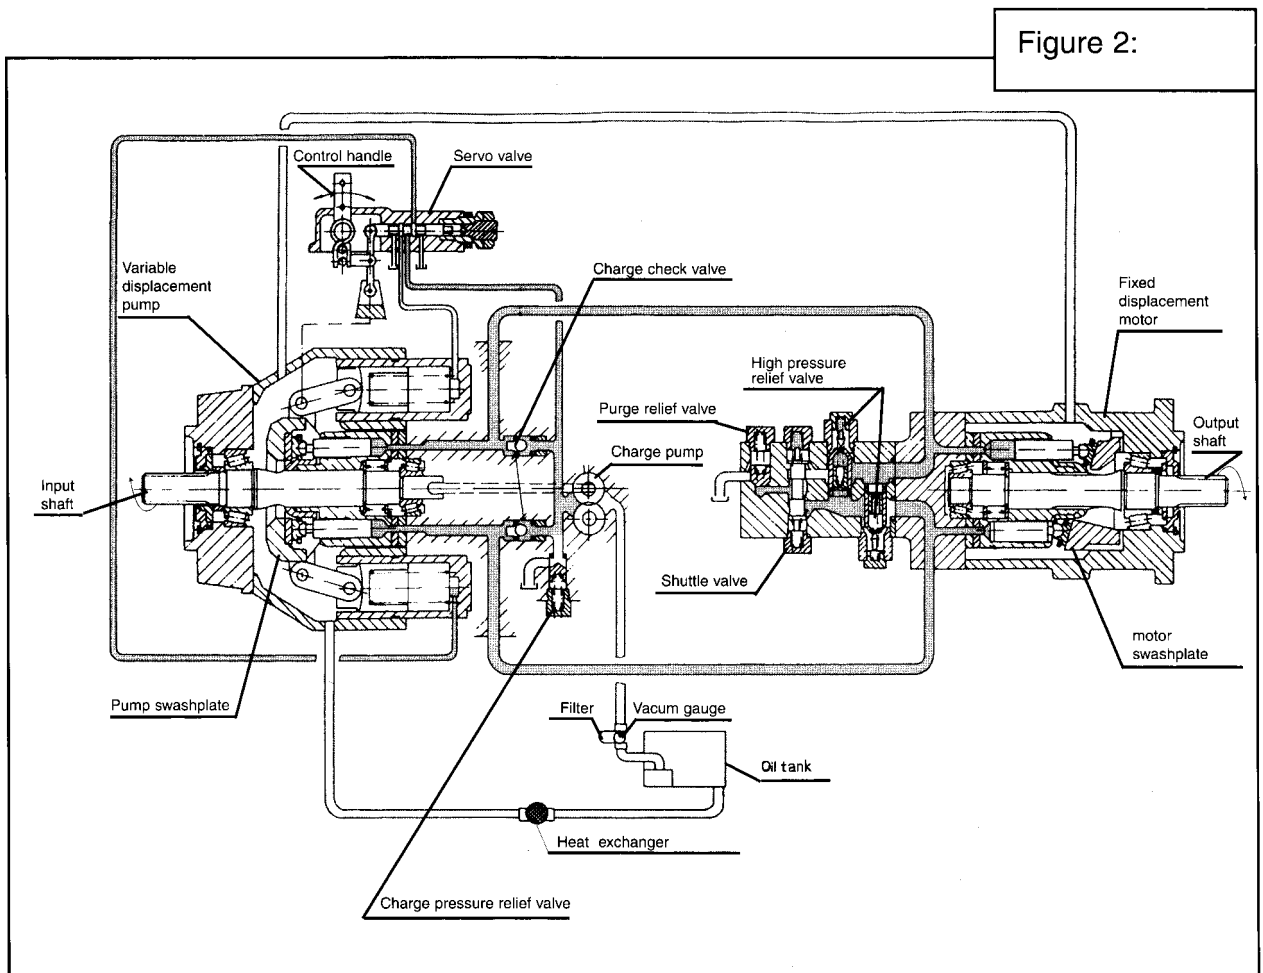 Figure 2:
Control handle
Servo valve
Variable
displacement
pump
Charge check valve
Fixed
displacement
motor
High pressure
relief valve
Purge relief valve
Output
shaft
Charge pump
Input
shaft
Shuttle valve
motor
swashplate
Pump swashplate
Filter
Vacum gauge
Oil tank
Heat exchanger
Charge pressure relief valve